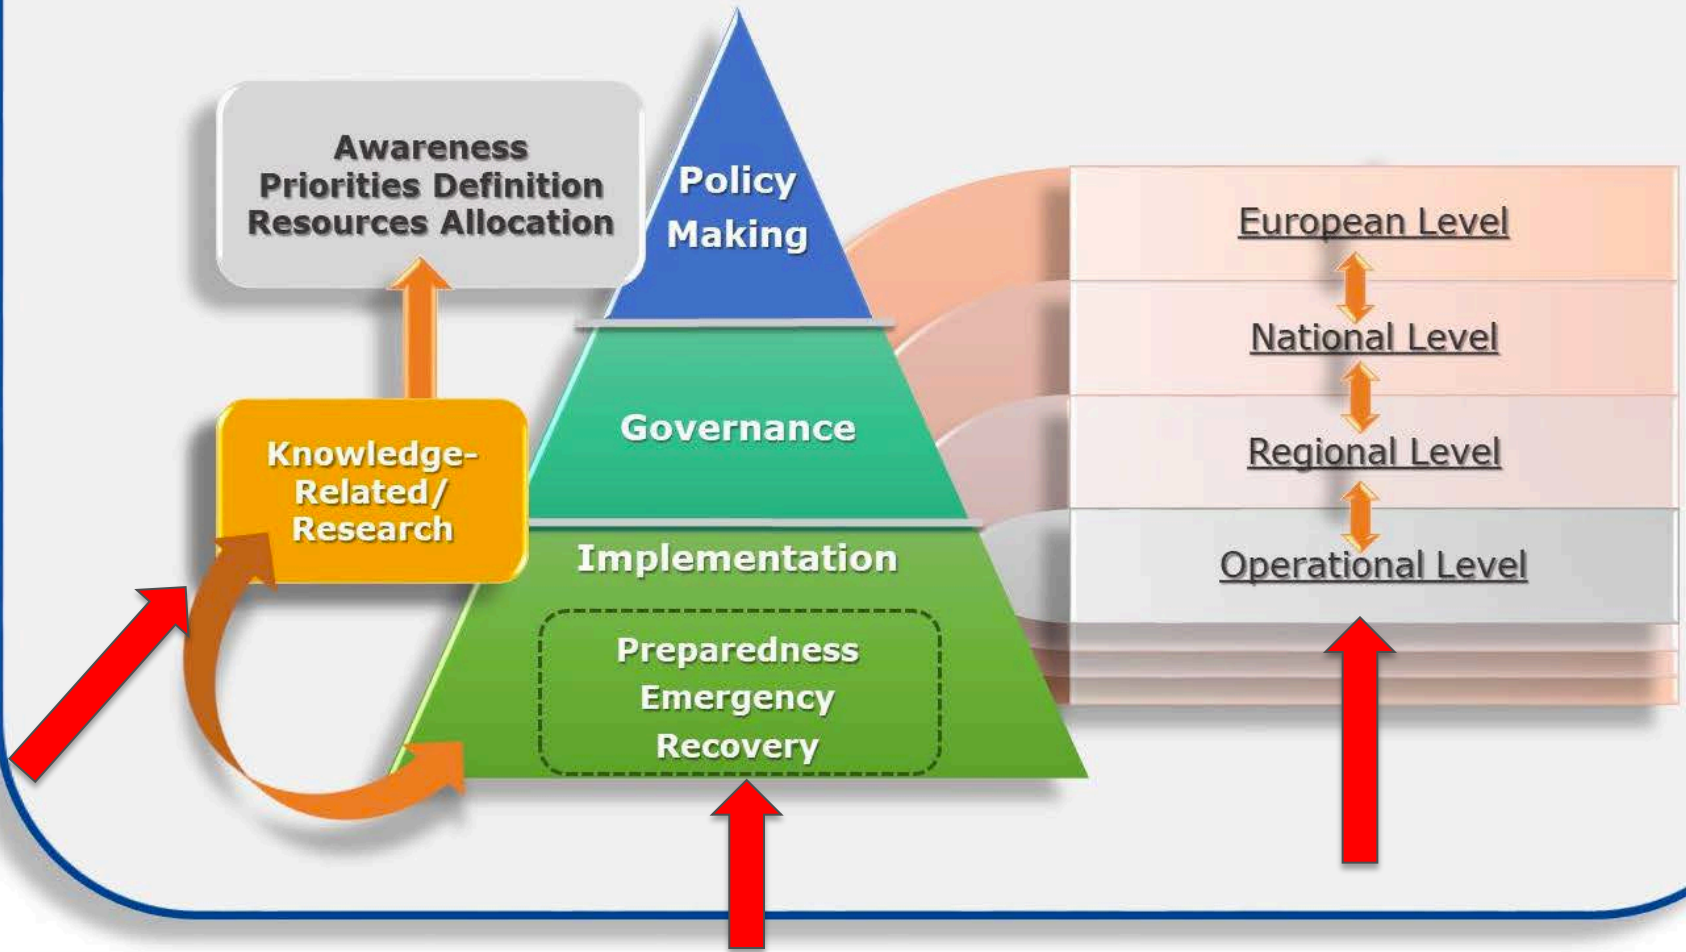 Awareness
Priorities Definition
Resources Allocation
Policy
Making
European Level
National Level
Knowledge-
Related/
Research
Governance
Regional Level
Implementation
Operational Level
Preparedness
Emergency
Recovery